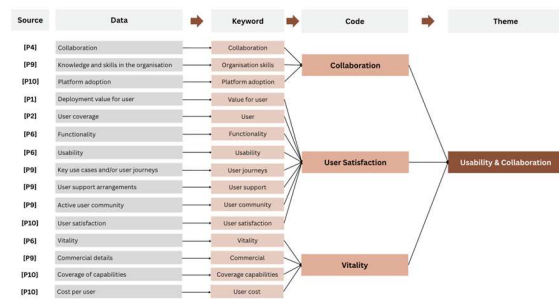 Source Data Keyword Code Theme
[P4] Collaboration Collaboration
[P9] Knowledge and skills in the organisation Organisation skills Collaboration
[P10] Platform adoption Platform adoption
[P1] Deployment value for user Value for user
[P2] User coverage User
[P6] Functionality Functionality
[P6] Usability Usability User Satisfaction Usability & Collaboration
[P9] Key use cases and/or user journeys User journeys
[P9] User support arrangements User support
[P9] Active user community User community
[P10] User satisfaction User satisfaction
[P6] Vitality Vitality
[P9] Commercial details Commercial Vitality
[P10] Coverage of capabilities Coverage capabilities
[P10] Cost per user User cost